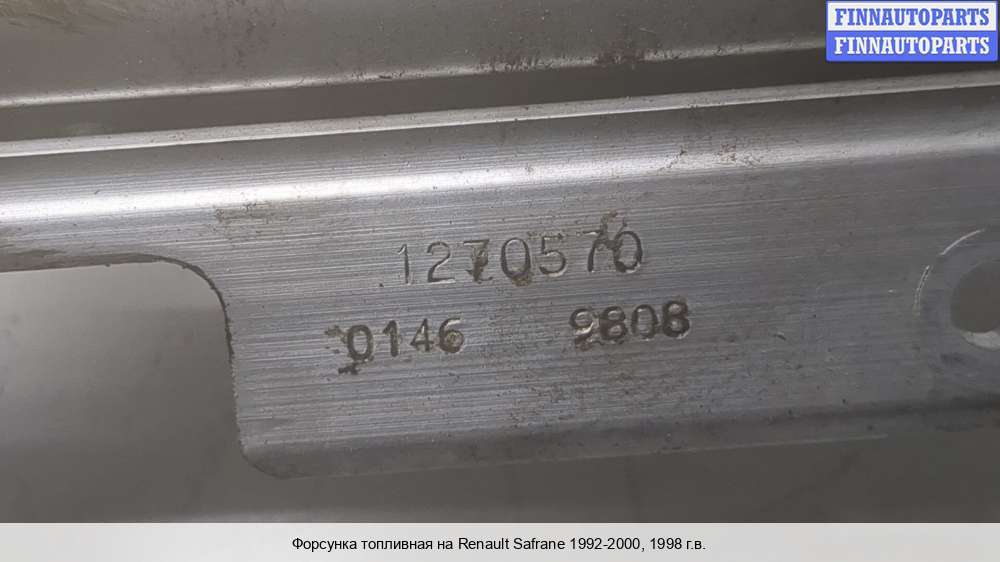 FINNAUTOPARTS
FINNAUTOPARTS
1270570
0146 9808
Форсунка топливная на Renault Safrane 1992-2000, 1998 г.в.